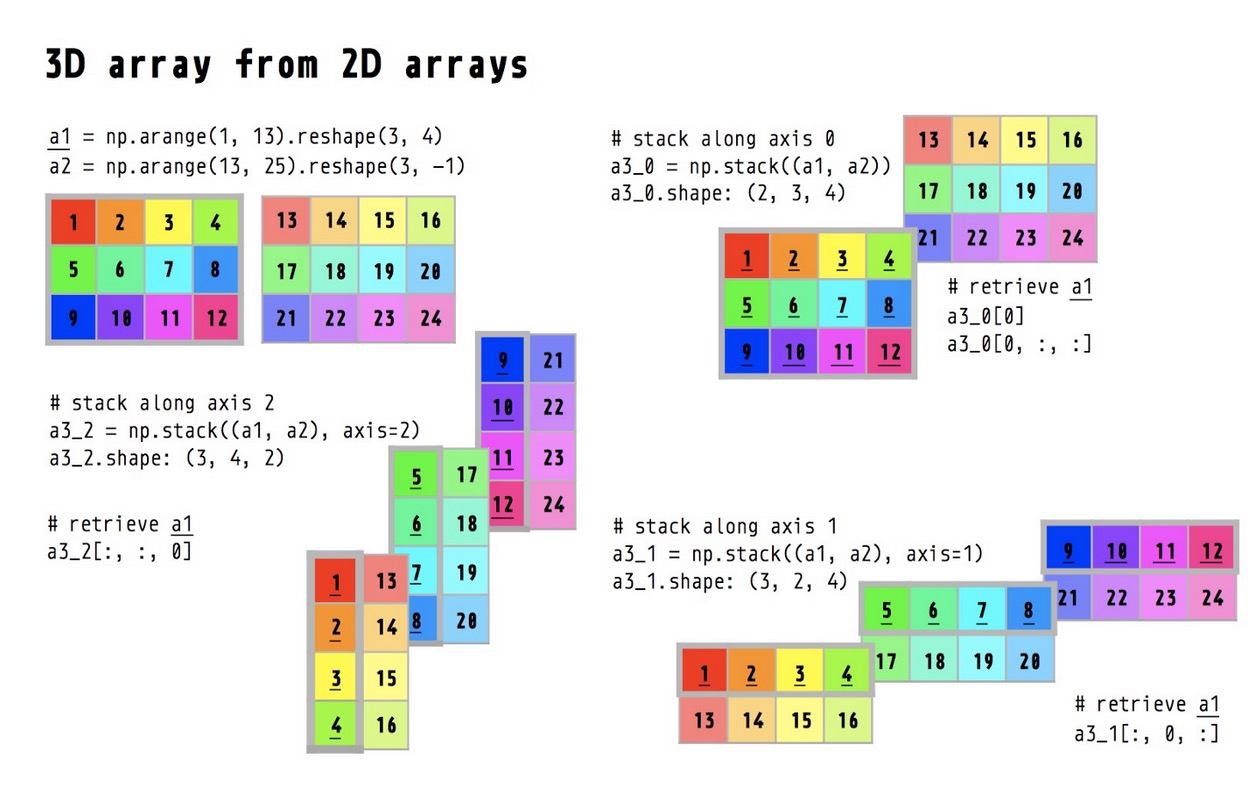 3D array from 2D arrays
a1 = np.arange(1, 13).reshape(3, 4)
a2 = np.arange(13, 25).reshape(3, −1)
1 2 3 4
5 6 7 8
9 10 11 12
13 14 15 16
17 18 19 20
21 22 23 24
# stack along axis 0
a3_0 = np.stack((a1, a2))
a3_0.shape: (2, 3, 4)
13 14 15 16
17 18 19 20
21 22 23 24
1 2 3 4
5 6 7 8
9 10 11 12
# retrieve a1
a3_0[0]
a3_0[0, :, :]
# stack along axis 2
a3_2 = np.stack((a1, a2), axis=2)
a3_2.shape: (3, 4, 2)
# retrieve a1
a3_2[:, :, 0]
9 21
10 22
11 23
12 24
5 17
6 18
7 19
8 20
1 13
2 14
3 15
4 16
# stack along axis 1
a3_1 = np.stack((a1, a2), axis=1)
a3_1.shape: (3, 2, 4)
9 10 11 12
21 22 23 24
5 6 7 8
17 18 19 20
1 2 3 4
13 14 15 16
# retrieve a1
a3_1[:, 0, :]